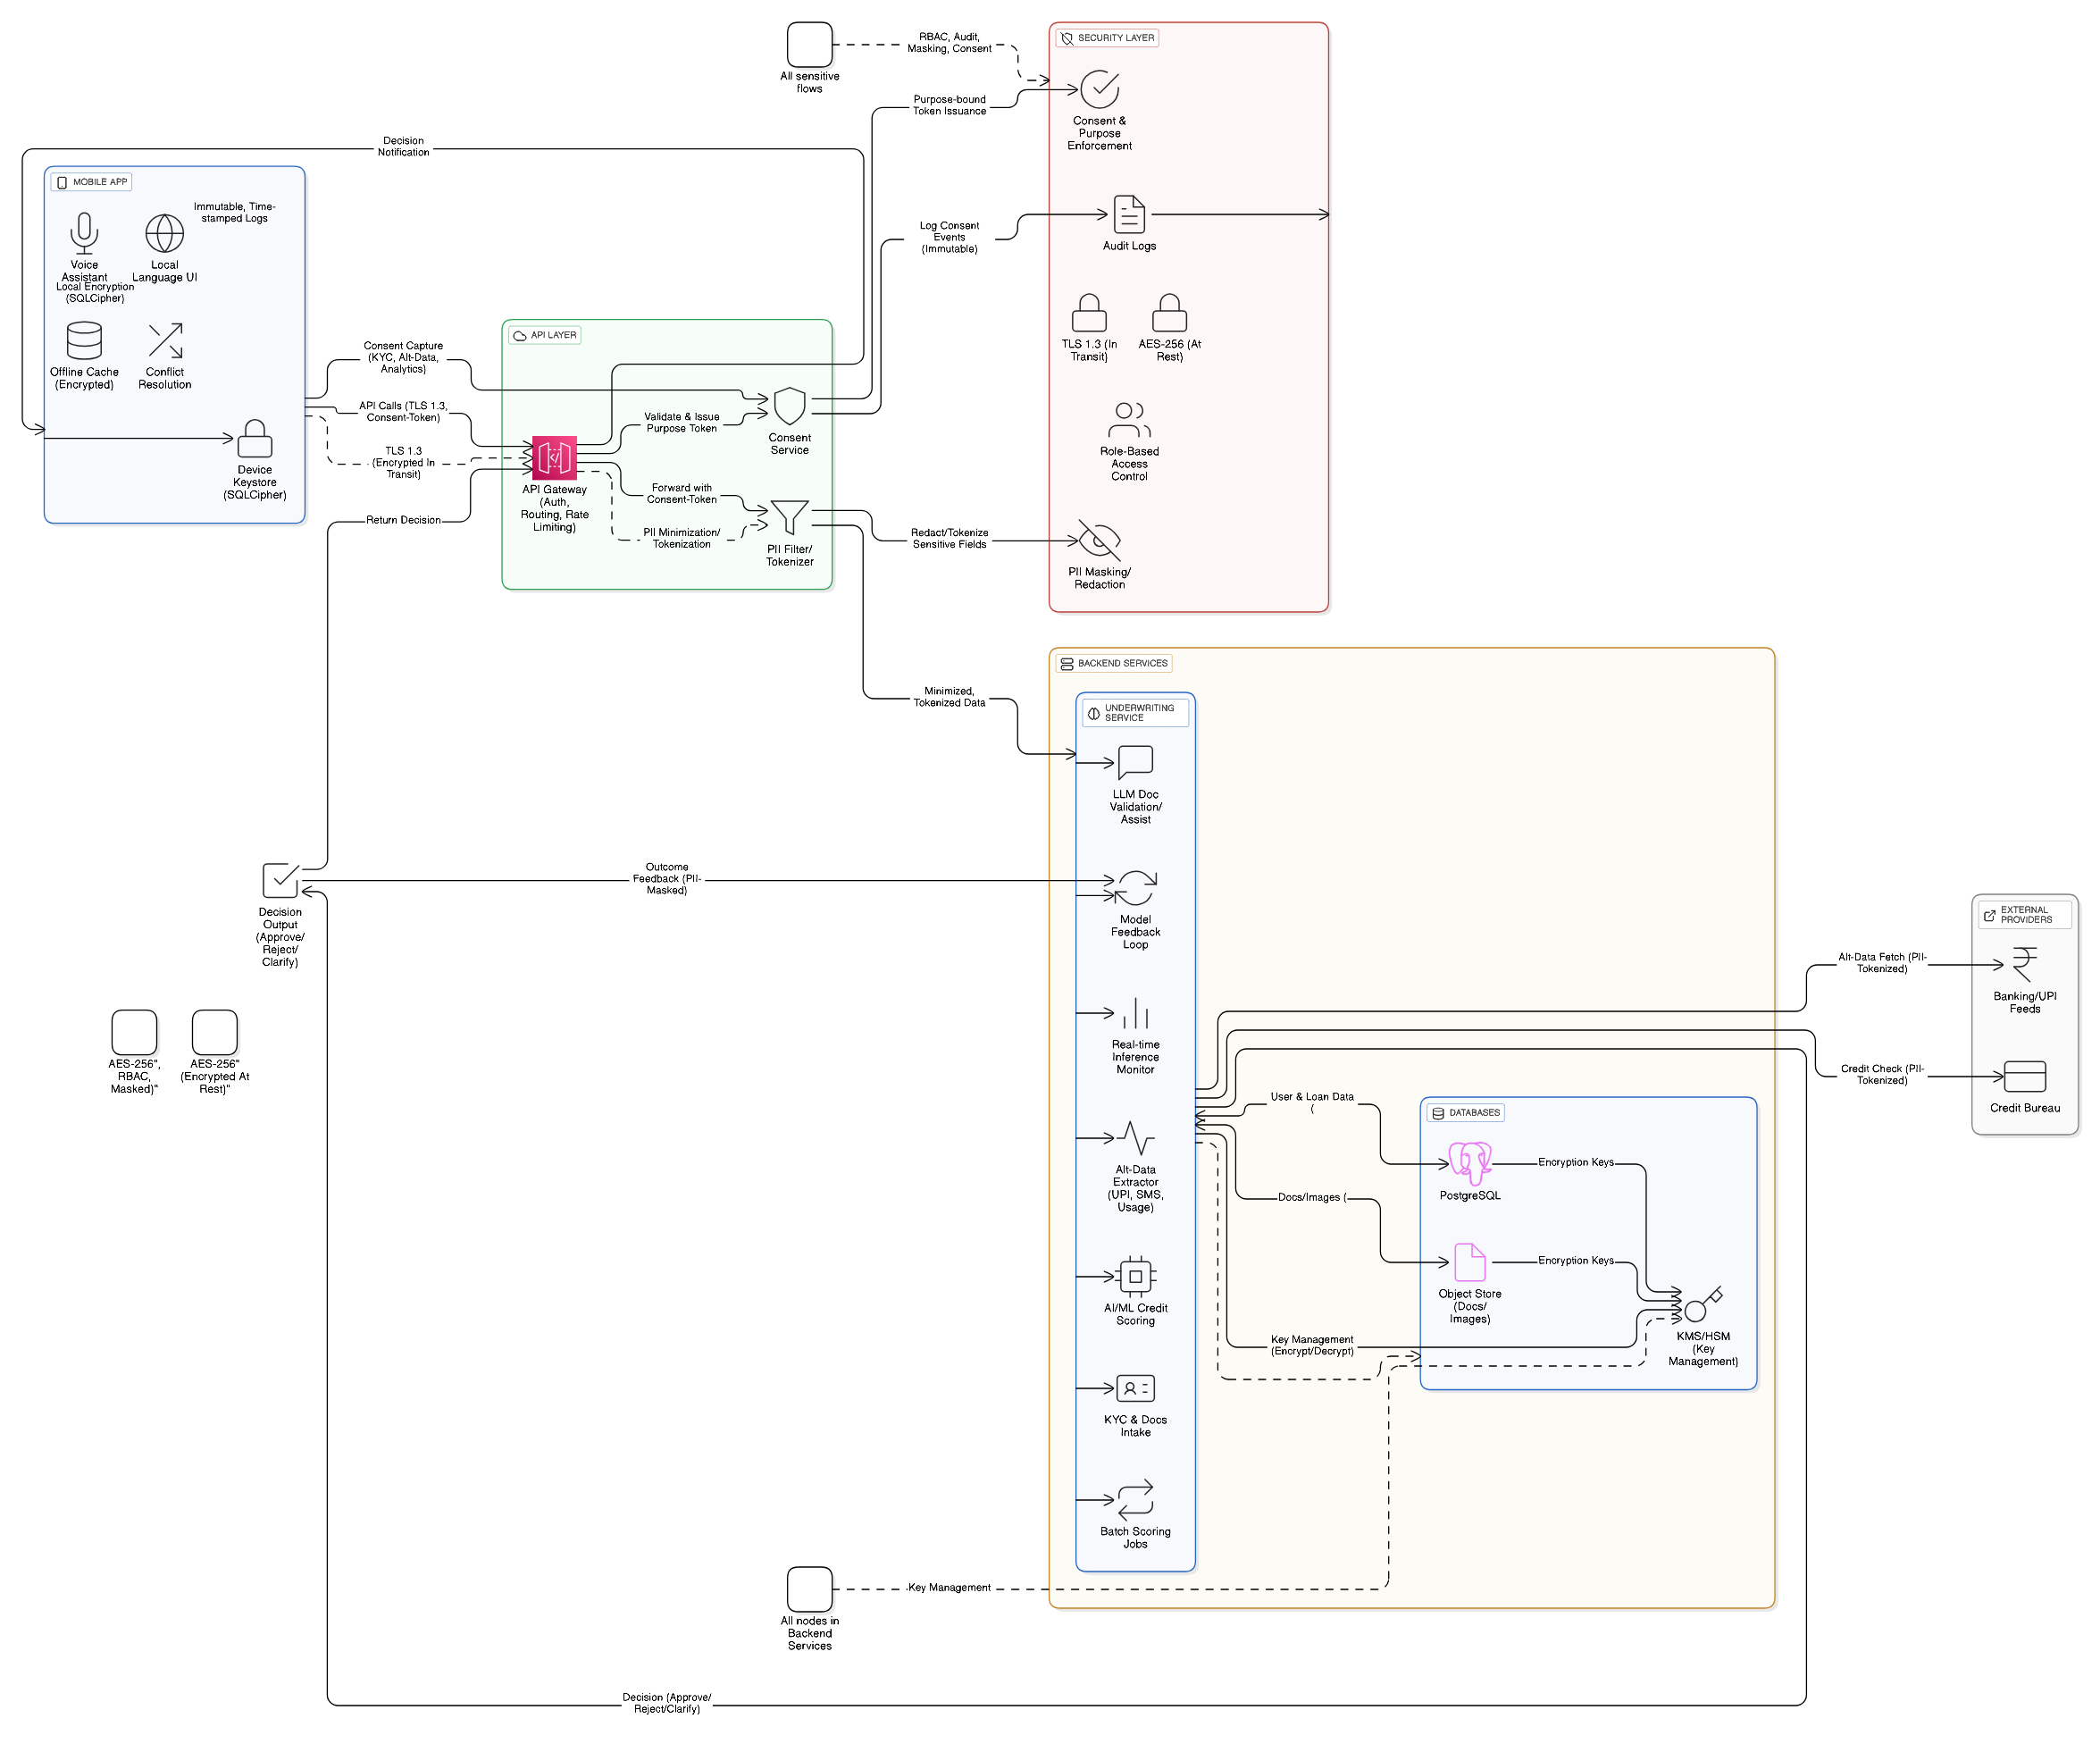 All sensitive
flows
RBAC, Audit,
Masking, Consent
Purpose-bound
Token Issuance
SECURITY LAYER
Consent &
Purpose
Enforcement
Log Consent
Events
(Immutable)
Audit Logs
TLS 1.3 (In
Transit)
AES-256 (At
Rest)
Role-Based
Access
Control
Redact/Tokenize
Sensitive Fields
PII Masking/
Redaction
Decision
Notification
MOBILE APP
Immutable, Time-
stamped Logs
Voice
Assistant
Local
Language UI
Local Encryption
(SQLCipher)
Offline Cache
(Encrypted)
Conflict
Resolution
Device
Keystore
(SQLCipher)
Consent Capture
(KYC, Alt-Data,
Analytics)
API Calls (TLS 1.3,
Consent-Token)
TLS 1.3
(Encrypted In
Transit)
Return Decision
API LAYER
API Gateway
(Auth,
Routing, Rate
Limiting)
Validate & Issue
Purpose Token
Forward with
Consent-Token
PII Minimization/
Tokenization
Consent
Service
PII Filter/
Tokenizer
Minimized,
Tokenized Data
BACKEND SERVICES
UNDERWRITING
SERVICE
LLM Doc
Validation/
Assist
Model
Feedback
Loop
Real-time
Inference
Monitor
Alt-Data
Extractor
(UPI, SMS,
Usage)
AI/ML Credit
Scoring
KYC & Docs
Intake
Batch Scoring
Jobs
Outcome
Feedback (PII-
Masked)
Decision
Output
(Approve/
Reject/
Clarify)
AES-256",
RBAC,
Masked)"
AES-256"
(Encrypted At
Rest)"
User & Loan Data
(
Docs/Images (
Key Management
(Encrypt/Decrypt)
DATABASES
PostgreSQL
Encryption Keys
Object Store
(Docs/
Images)
Encryption Keys
KMS/HSM
(Key
Management)
Alt-Data Fetch (PII-
Tokenized)
Credit Check (PII-
Tokenized)
EXTERNAL
PROVIDERS
Banking/UPI
Feeds
Credit Bureau
All nodes in
Backend
Services
Key Management
Decision (Approve/
Reject/Clarify)